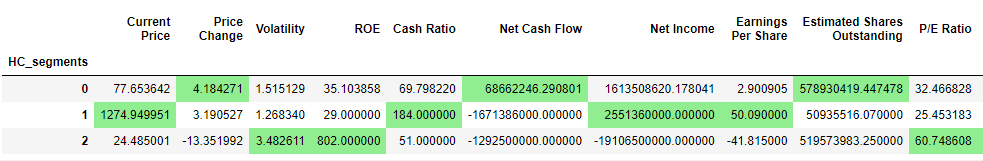 Current Price Price Change Volatility ROE Cash Ratio Net Cash Flow Net Income Earnings Per Share Estimated Shares Outstanding P/E Ratio
HC_segments
0 77.653642 4.184271 1.515129 35.103858 69.798220 68662246.290801 1613508620.178041 2.900905 578930419.447478 32.466828
1 1274.949951 3.190527 1.268340 29.000000 184.000000 -1671386000.000000 2551360000.000000 50.090000 50935516.070000 25.453183
2 24.485001 -13.351992 3.482611 802.000000 51.000000 -1292500000.000000 -19106500000.000000 -41.815000 519573983.250000 60.748608